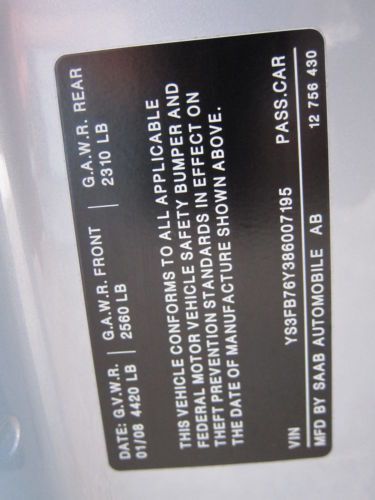 DATE: G.V.W.R. G.A.W.R. FRONT G.A.W.R. REAR
01/08 4420 LB 2560 LB 2310 LB
THIS VEHICLE CONFORMS TO ALL APPLICABLE
FEDERAL MOTOR VEHICLE SAFETY BUMPER AND
THEFT PREVENTION STANDARDS IN EFFECT ON
THE DATE OF MANUFACTURE SHOWN ABOVE.
VIN YS3FB76Y386007195 PASS.CAR
MFD BY SAAB AUTOMOBILE AB 12 756 430